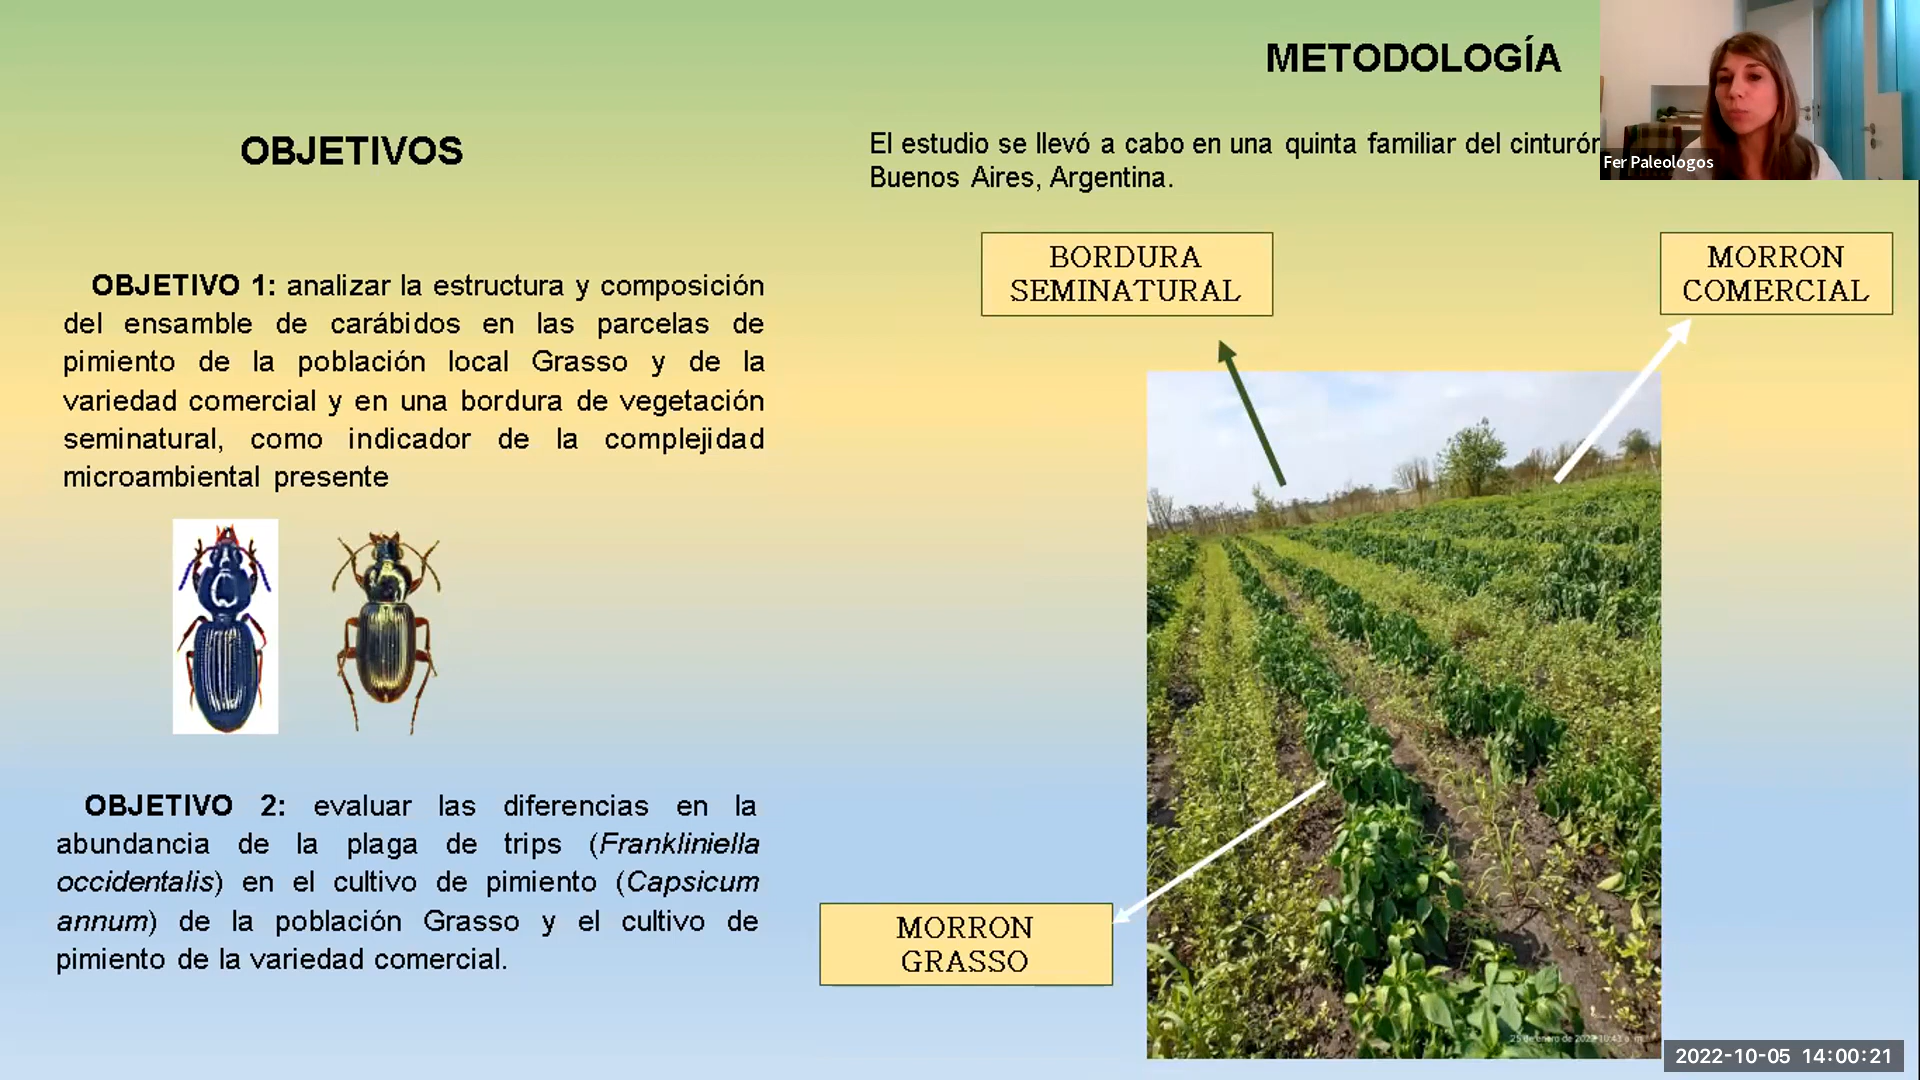 OBJETIVOS
OBJETIVO 1: analizar la estructura y composición
del ensamble de carábidos en las parcelas de
pimiento de la población local Grasso y de la
variedad comercial y en una bordura de vegetación
seminatural, como indicador de la complejidad
microambiental presente
OBJETIVO 2: evaluar las diferencias en la
abundancia de la plaga de trips (Frankliniella
occidentalis) en el cultivo de pimiento (Capsicum
annum) de la población Grasso y el cultivo de
pimiento de la variedad comercial.
METODOLOGÍA
El estudio se llevó a cabo en una quinta familiar del cinturón
Buenos Aires, Argentina.
Fer Paleologos
BORDURA
SEMINATURAL
MORRON
COMERCIAL
MORRON
GRASSO
25 de enero de 2022
2022-10-05 14:00:21